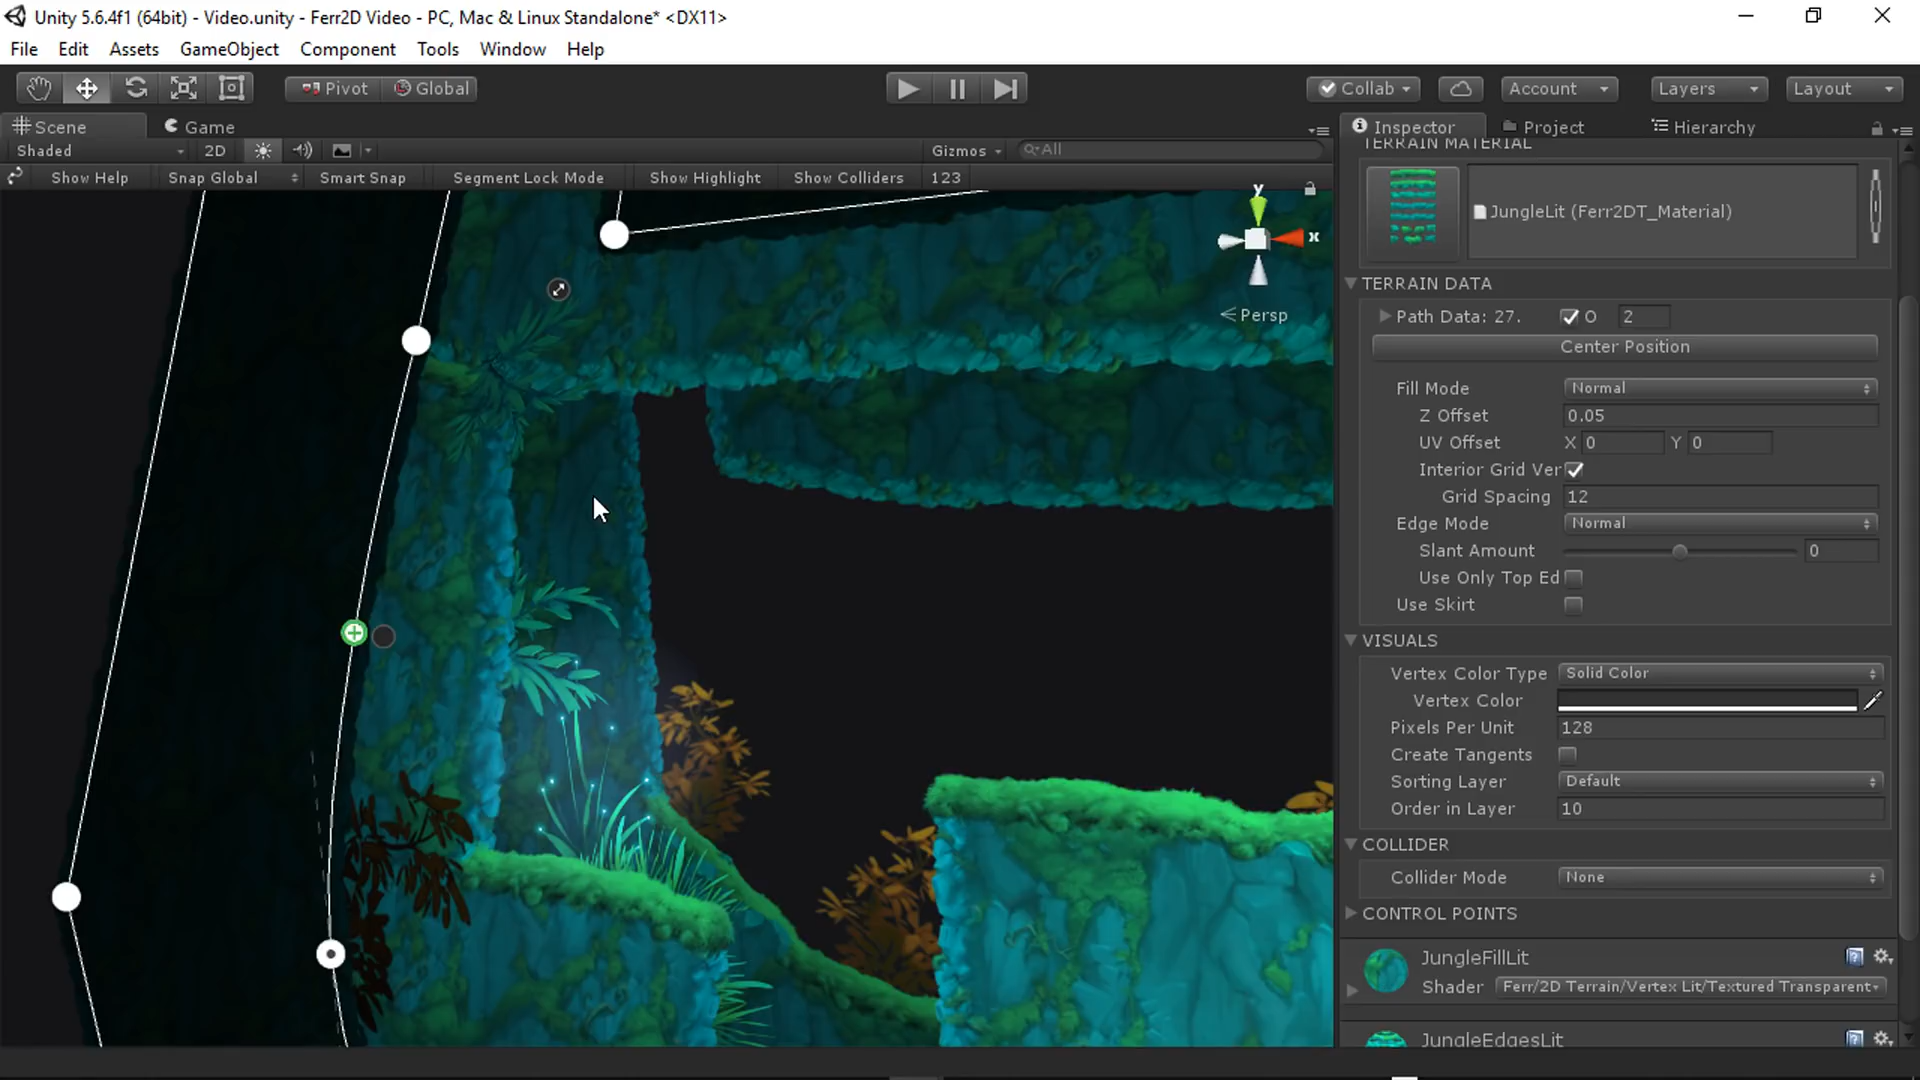 Unity 5.6.4f1 (64bit) - Video.unity - Ferr2D Video - PC, Mac & Linux Standalone* <DX11>
File Edit Assets GameObject Component Tools Window Help
Pivot Global Collab Account Layers Layout
Scene Game Inspector Project Hierarchy
Shaded 2D Gizmos All
Show Help Snap Global Smart Snap Segment Lock Mode Show Highlight Show Colliders 123
TERRAIN MATERIAL
JungleLit (Ferr2DT_Material)
y
x
Persp
TERRAIN DATA
Path Data: 27. O 2
Center Position
Fill Mode Normal
Z Offset 0.05
UV Offset X 0 Y 0
Interior Grid Ver
Grid Spacing 12
Edge Mode Normal
Slant Amount 0
Use Only Top Ed
Use Skirt
VISUALS
Vertex Color Type Solid Color
Vertex Color
Pixels Per Unit 128
Create Tangents
Sorting Layer Default
Order in Layer 10
COLLIDER
Collider Mode None
CONTROL POINTS
JungleFillLit
Shader Ferr/2D Terrain/Vertex Lit/Textured Transparent
JungleEdgesLit